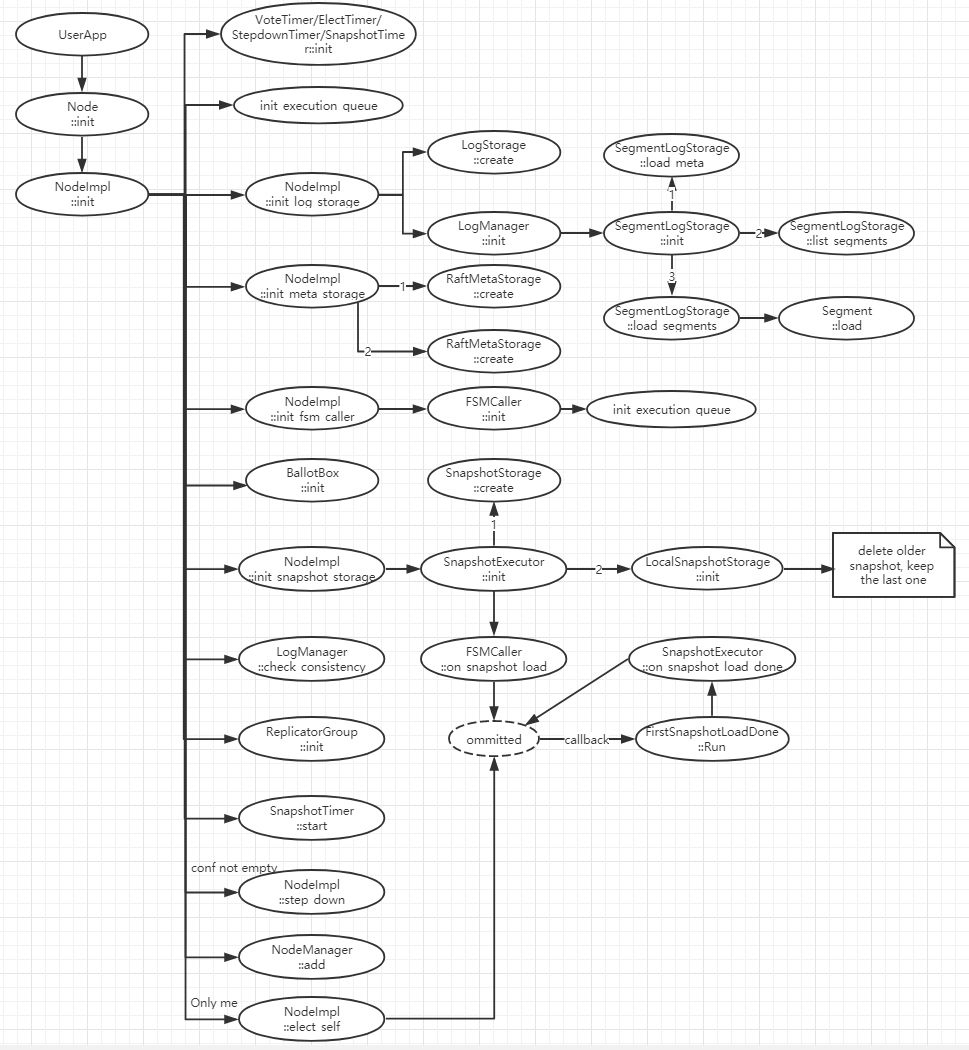 UserApp
Node
::init
NodeImpl
::init
VoteTimer/ElectTimer/
StepdownTimer/SnapshotTime
r::init
init execution queue
NodeImpl
::init log storage
LogStorage
::create
LogManager
::init
SegmentLogStorage
::load meta
1
SegmentLogStorage
::init
2
SegmentLogStorage
::list segments
3
SegmentLogStorage
::load segments
Segment
::load
NodeImpl
::init meta storage
1
RaftMetaStorage
::create
2
RaftMetaStorage
::create
NodeImpl
::init fsm caller
FSMCaller
::init
init execution queue
BallotBox
::init
SnapshotStorage
::create
1
NodeImpl
::init snapshot storage
SnapshotExecutor
::init
2
LocalSnapshotStorage
::init
delete older
snapshot, keep
the last one
LogManager
::check consistency
FSMCaller
::on snapshot load
SnapshotExecutor
::on snapshot load done
ReplicatorGroup
::init
ommitted
callback
FirstSnapshotLoadDone
::Run
SnapshotTimer
::start
conf not empty
NodeImpl
::step down
NodeManager
::add
Only me
NodeImpl
::elect self